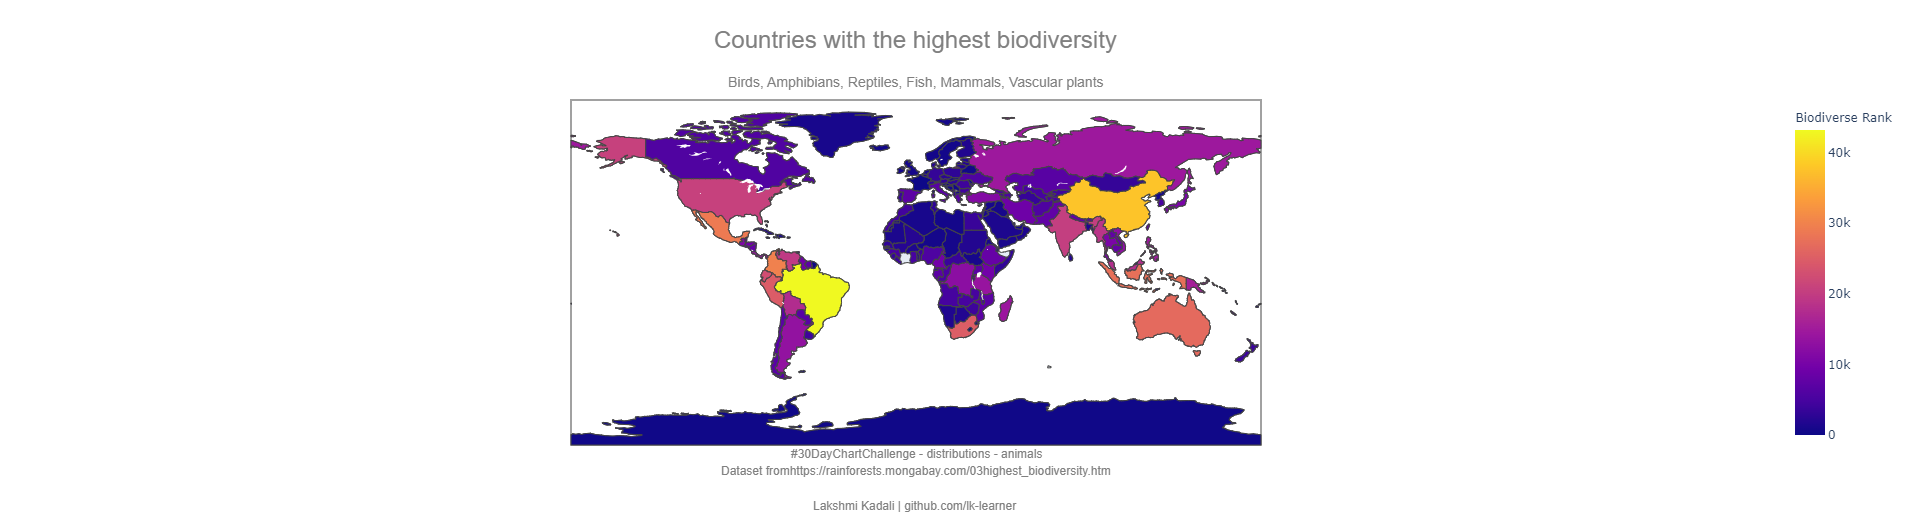 Countries with the highest biodiversity
Birds, Amphibians, Reptiles, Fish, Mammals, Vascular plants
Biodiverse Rank
40k
30k
20k
10k
0
#30DayChartChallenge - distributions - animals
Dataset fromhttps://rainforests.mongabay.com/03highest_biodiversity.htm
Lakshmi Kadali | github.com/lk-learner